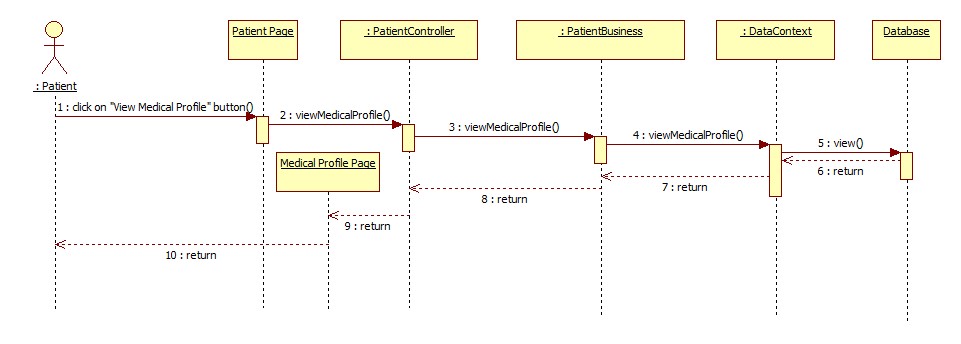 Patient Page
: PatientController
: PatientBusiness
: DataContext
Database
: Patient
1 : click on "View Medical Profile" button()
2 : viewMedicalProfile()
3 : viewMedicalProfile()
4 : viewMedicalProfile()
5 : view()
Medical Profile Page
6 : return
7 : return
8 : return
9 : return
10 : return